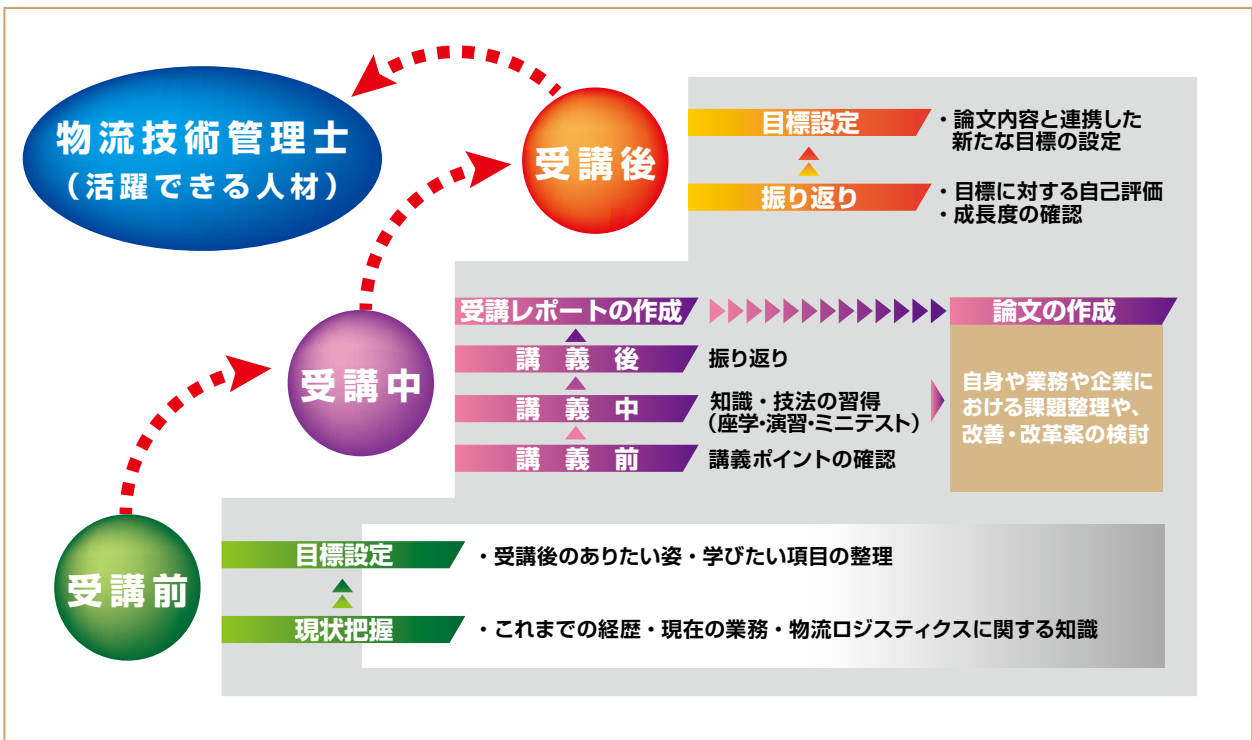 物流技術管理士
（活躍できる人材）
受講後
目標設定
・論文内容と連携した
新たな目標の設定
振り返り
・目標に対する自己評価
・成長度の確認
受講中
受講レポートの作成
論文の作成
講義後
振り返り
講義中
知識・技法の習得
（座学・演習・ミニテスト）
講義前
講義ポイントの確認
自身や業務や企業に
おける課題整理や、
改善・改革案の検討
受講前
目標設定
・受講後のありたい姿・学びたい項目の整理
現状把握
・これまでの経歴・現在の業務・物流ロジスティクスに関する知識